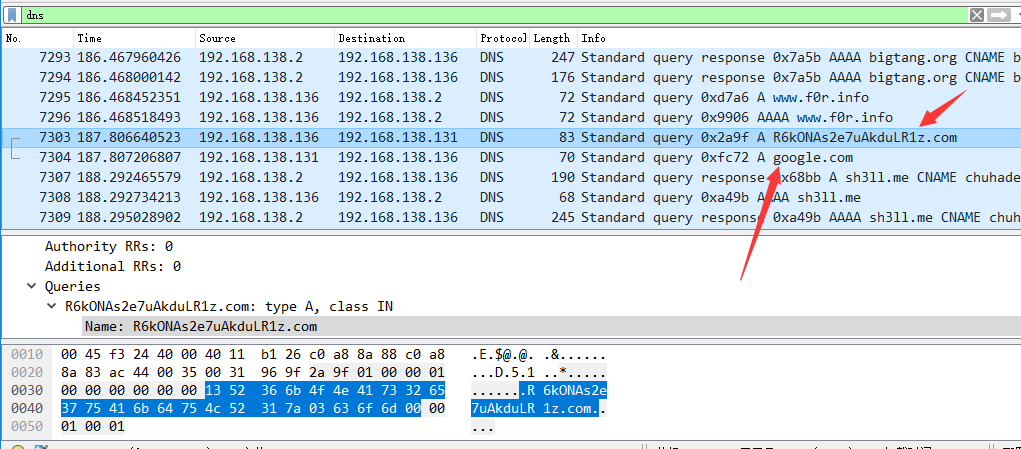 dns
No. Time Source Destination Protocol Length Info
7293 186.467960426 192.168.138.2 192.168.138.136 DNS 247 Standard query response 0x7a5b AAAA bigtang.org CNAME b
7294 186.468000142 192.168.138.2 192.168.138.136 DNS 176 Standard query response 0x7a5b AAAA bigtang.org CNAME b
7295 186.468452351 192.168.138.136 192.168.138.2 DNS 72 Standard query 0xd7a6 A www.f0r.info
7296 186.468518493 192.168.138.136 192.168.138.2 DNS 72 Standard query 0x9906 AAAA www.f0r.info
7303 187.806640523 192.168.138.136 192.168.138.131 DNS 83 Standard query 0x2a9f A R6kONAs2e7uAkduLR1z.com
7304 187.807206807 192.168.138.131 192.168.138.136 DNS 70 Standard query 0xfc72 A google.com
7307 188.292465579 192.168.138.2 192.168.138.136 DNS 190 Standard query response 0x68bb A sh3ll.me CNAME chuhade
7308 188.292734213 192.168.138.136 192.168.138.2 DNS 68 Standard query 0xa49b AAAA sh3ll.me
7309 188.295028902 192.168.138.2 192.168.138.136 DNS 245 Standard query response 0xa49b AAAA sh3ll.me CNAME chuh
Authority RRs: 0
Additional RRs: 0
Queries
R6kONAs2e7uAkduLR1z.com: type A, class IN
Name: R6kONAs2e7uAkduLR1z.com
0010 00 45 f3 24 40 00 40 11 b1 26 c0 a8 8a 88 c0 a8 .E.$@.@. .&......
0020 8a 83 ac 44 00 35 00 31 96 9f 2a 9f 01 00 00 01 ...D.5.1 ..*.....
0030 00 00 00 00 00 00 13 52 36 6b 4f 4e 41 73 32 65 .......R 6kONAs2e
0040 37 75 41 6b 64 75 4c 52 31 7a 03 63 6f 6d 00 00 7uAkduLR 1z.com..
0050 01 00 01 ...